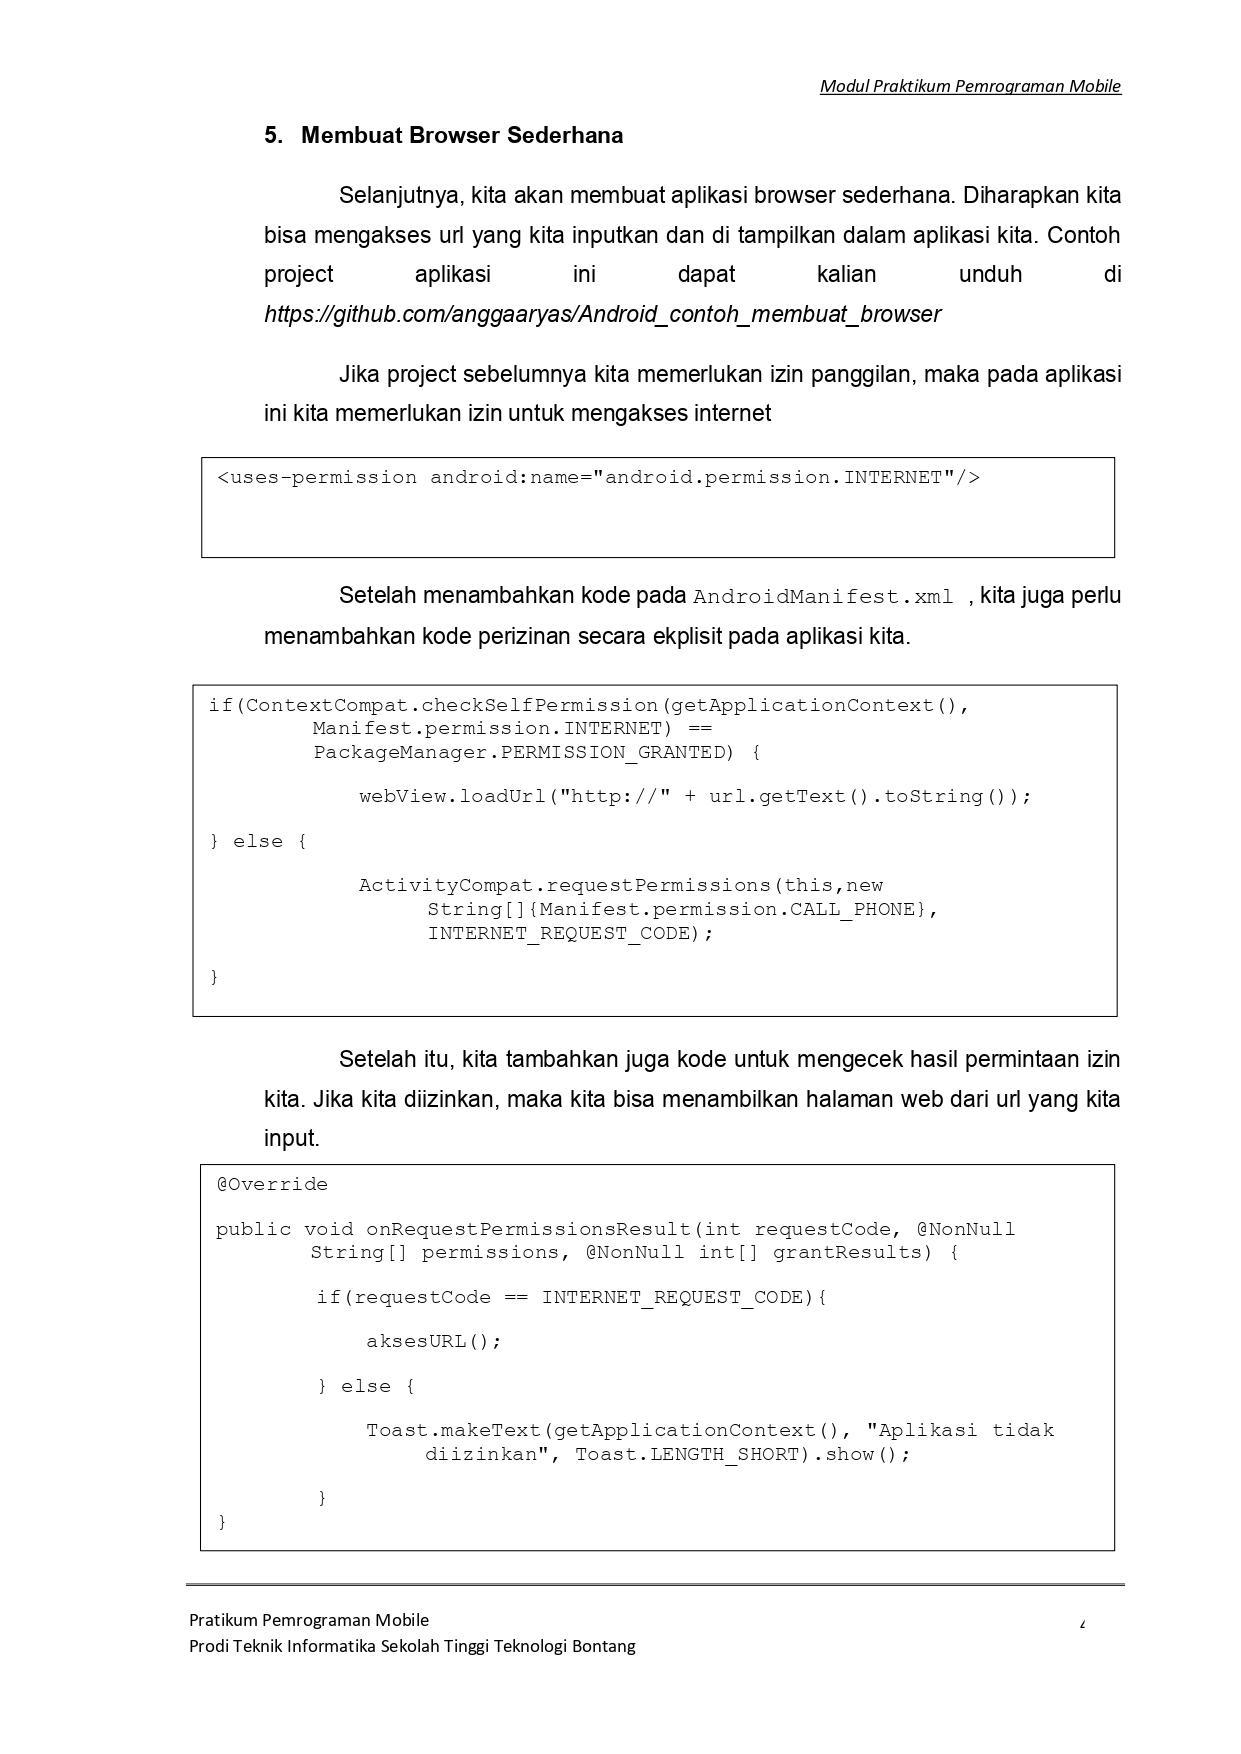 Modul Praktikum Pemrograman Mobile
5. Membuat Browser Sederhana
Selanjutnya, kita akan membuat aplikasi browser sederhana. Diharapkan kita
bisa mengakses url yang kita inputkan dan di tampilkan dalam aplikasi kita. Contoh
project aplikasi ini dapat kalian unduh di
https://github.com/anggaaryas/Android_contoh_membuat_browser
Jika project sebelumnya kita memerlukan izin panggilan, maka pada aplikasi
ini kita memerlukan izin untuk mengakses internet
<uses-permission android:name="android.permission.INTERNET"/>
Setelah menambahkan kode pada AndroidManifest.xml , kita juga perlu
menambahkan kode perizinan secara ekplisit pada aplikasi kita.
if(ContextCompat.checkSelfPermission(getApplicationContext(),
Manifest.permission.INTERNET) ==
PackageManager.PERMISSION_GRANTED) {
webView.loadUrl("http://" + url.getText().toString());
} else {
ActivityCompat.requestPermissions(this,new
String[]{Manifest.permission.CALL_PHONE},
INTERNET_REQUEST_CODE);
}
Setelah itu, kita tambahkan juga kode untuk mengecek hasil permintaan izin
kita. Jika kita diizinkan, maka kita bisa menambilkan halaman web dari url yang kita
input.
@Override
public void onRequestPermissionsResult(int requestCode, @NonNull
String[] permissions, @NonNull int[] grantResults) {
if(requestCode == INTERNET_REQUEST_CODE){
aksesURL();
} else {
Toast.makeText(getApplicationContext(), "Aplikasi tidak
diizinkan", Toast.LENGTH_SHORT).show();
}
}
Pratikum Pemrograman Mobile
Prodi Teknik Informatika Sekolah Tinggi Teknologi Bontang